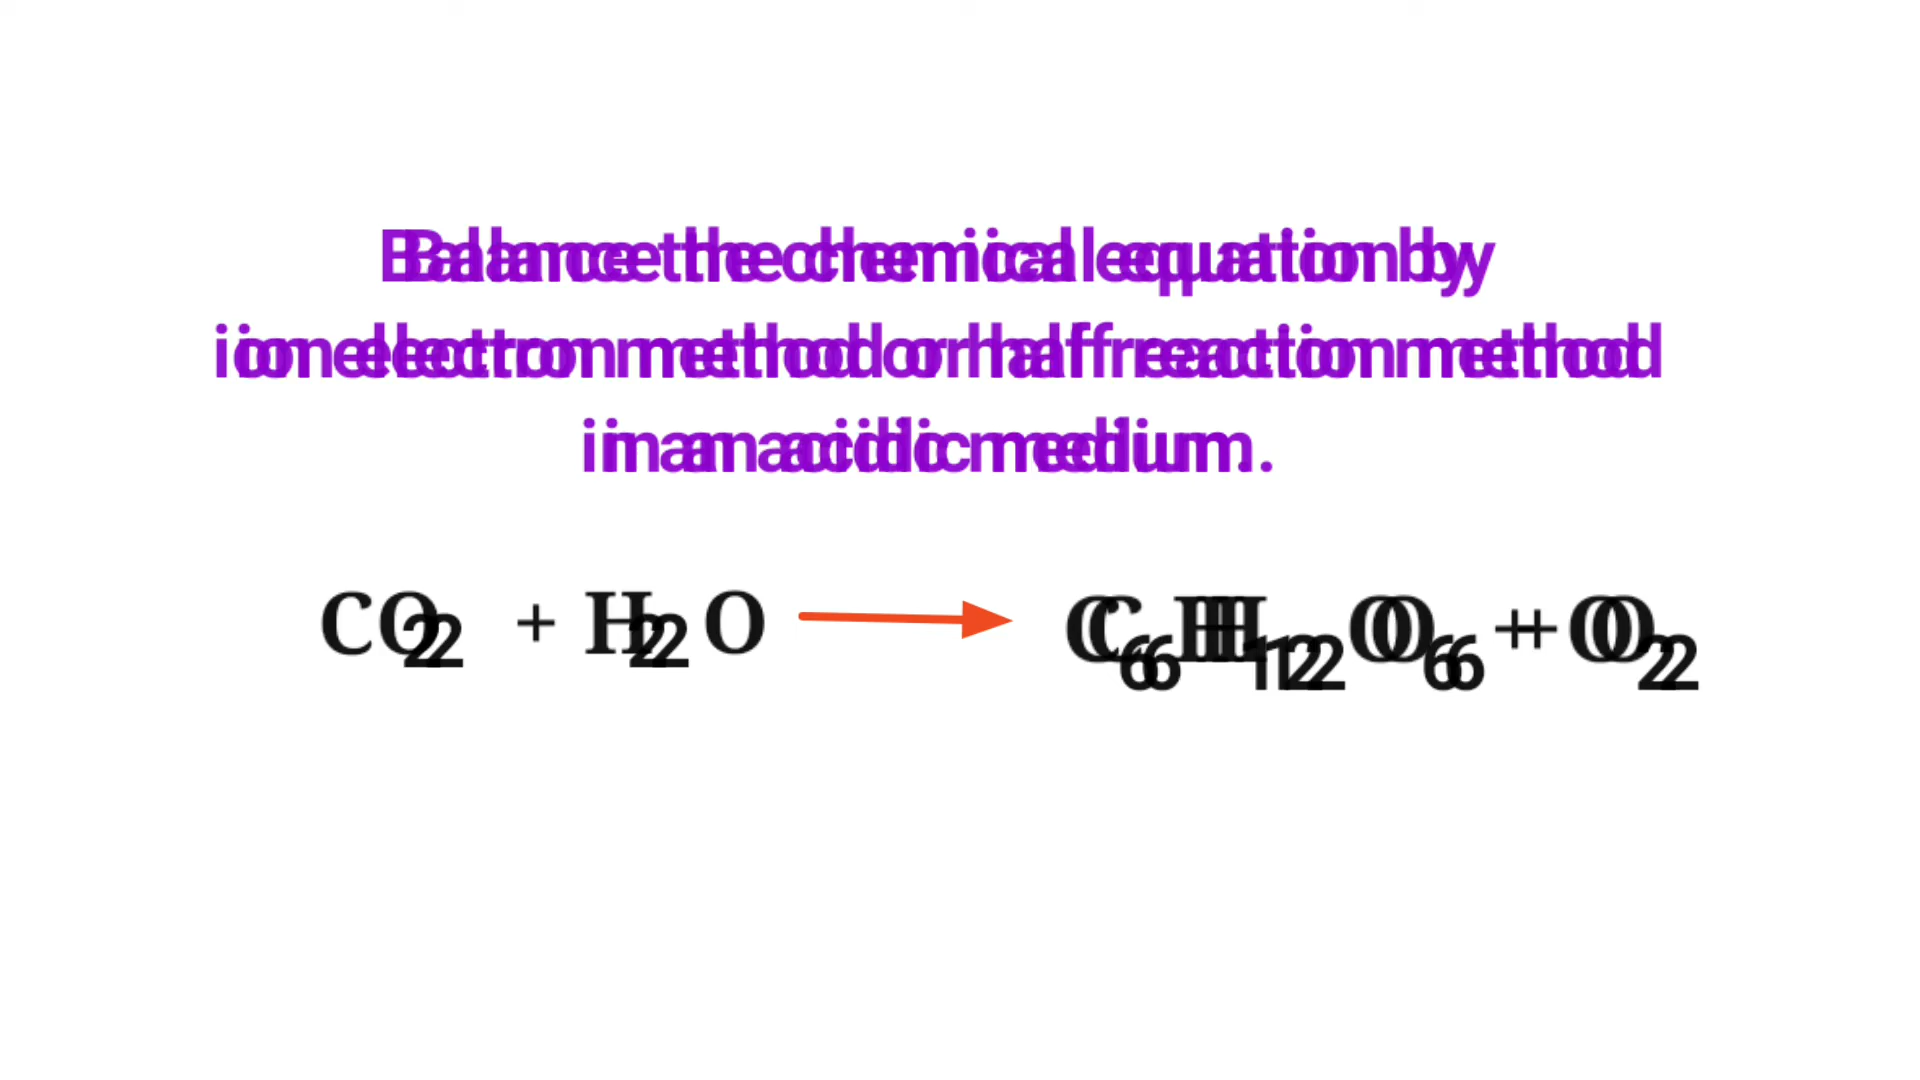 Balance the chemical equation by
ion electron method or half reaction method
in an acidic medium.
CO₂ + H₂O → C₆H₁₂O₆ + O₂